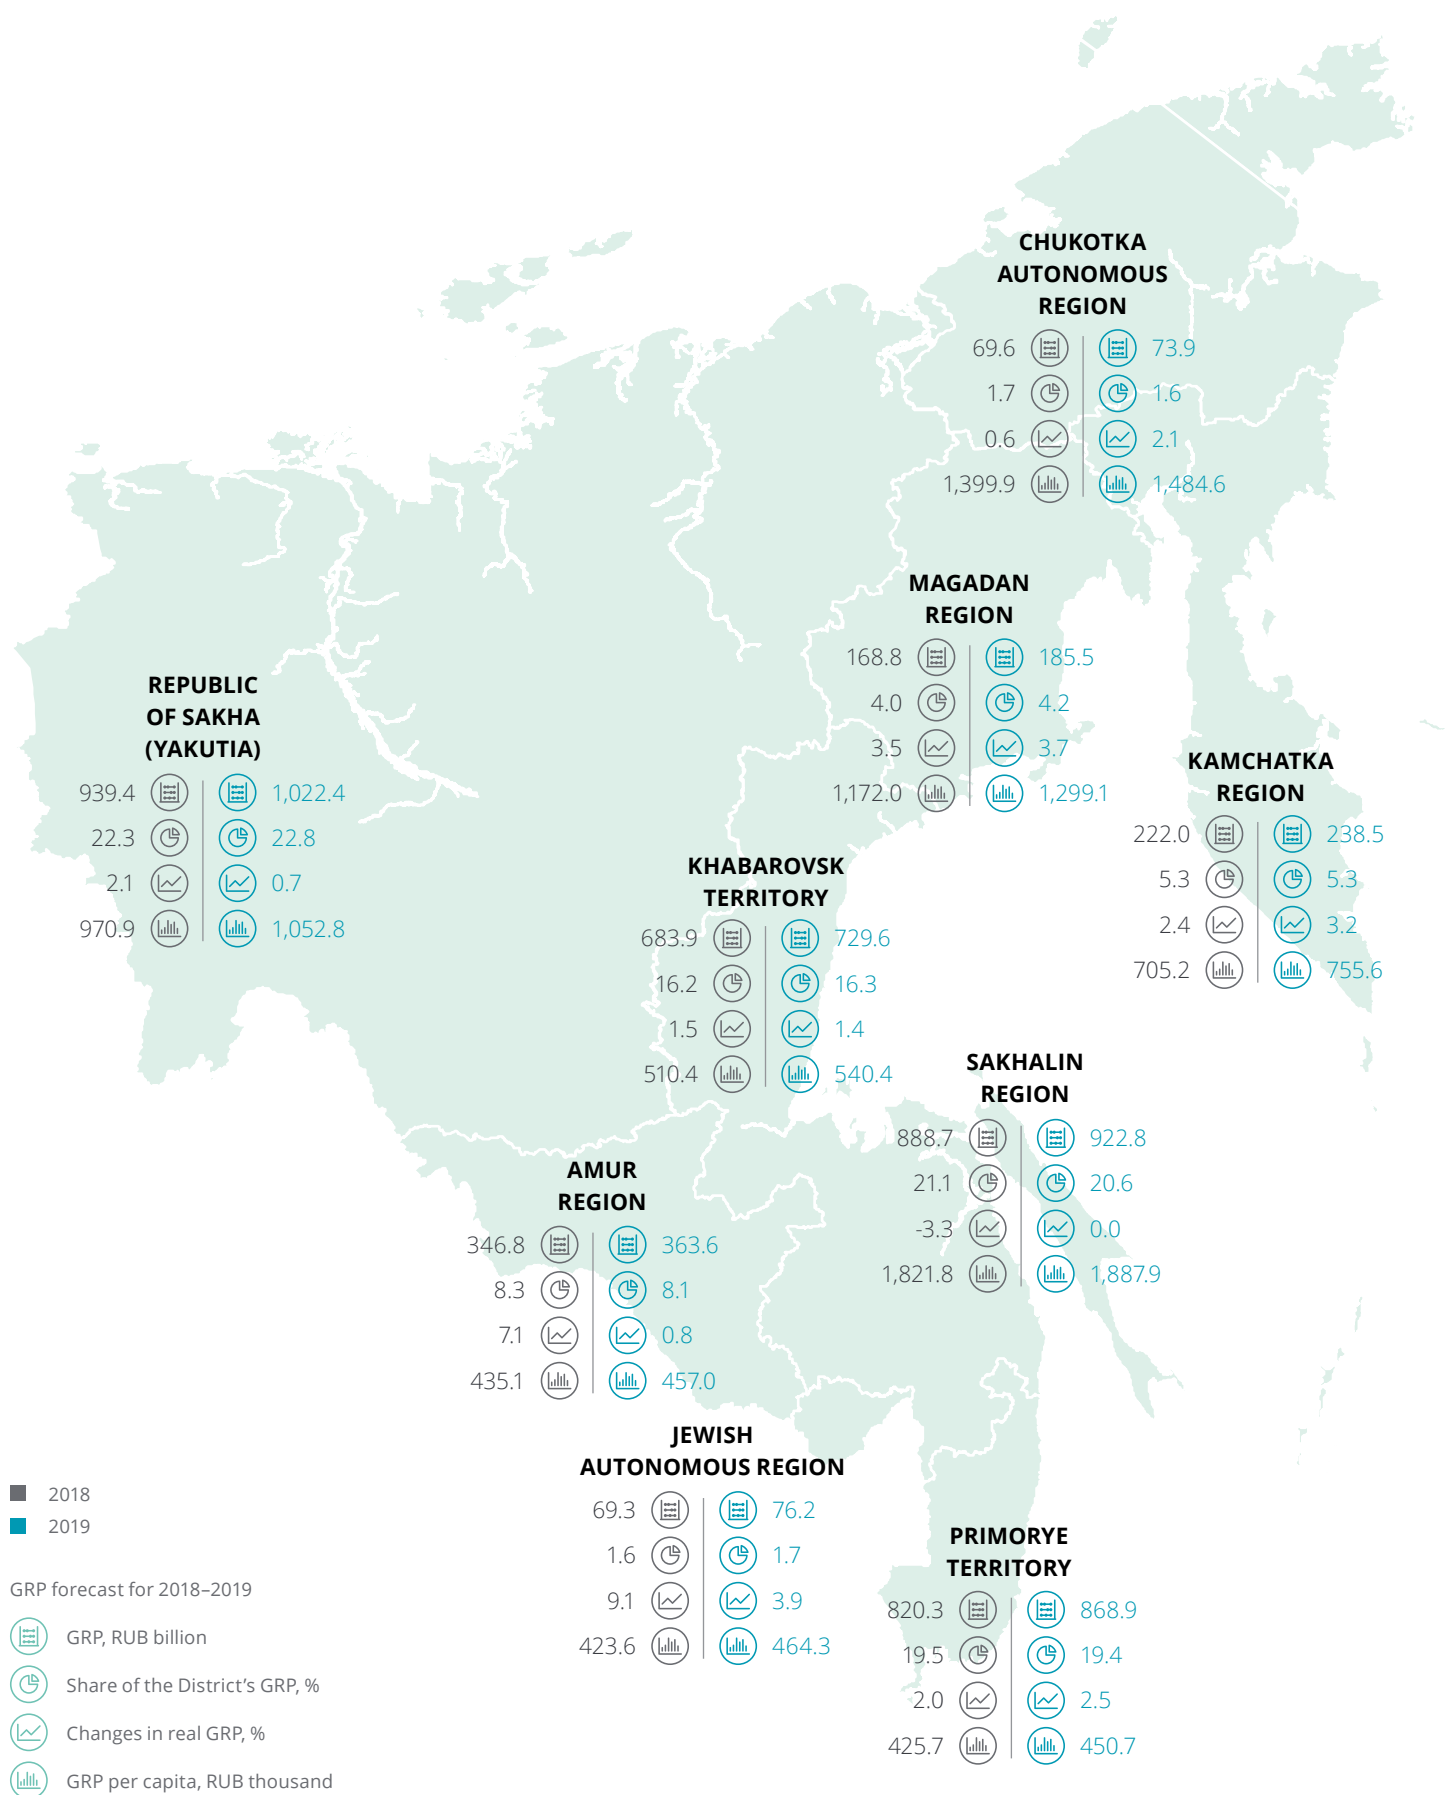 CHUKOTKA
AUTONOMOUS
REGION
69.6 73.9
1.7 1.6
0.6 2.1
1,399.9 1,484.6
MAGADAN
REGION
168.8 185.5
4.0 4.2
3.5 3.7
1,172.0 1,299.1
REPUBLIC
OF SAKHA
(YAKUTIA)
939.4 1,022.4
22.3 22.8
2.1 0.7
970.9 1,052.8
KAMCHATKA
REGION
222.0 238.5
5.3 5.3
2.4 3.2
705.2 755.6
KHABAROVSK
TERRITORY
683.9 729.6
16.2 16.3
1.5 1.4
510.4 540.4
SAKHALIN
REGION
888.7 922.8
21.1 20.6
-3.3 0.0
1,821.8 1,887.9
AMUR
REGION
346.8 363.6
8.3 8.1
7.1 0.8
435.1 457.0
JEWISH
AUTONOMOUS REGION
69.3 76.2
1.6 1.7
9.1 3.9
423.6 464.3
PRIMORYE
TERRITORY
820.3 868.9
19.5 19.4
2.0 2.5
425.7 450.7
2018
2019
GRP forecast for 2018–2019
GRP, RUB billion
Share of the District's GRP, %
Changes in real GRP, %
GRP per capita, RUB thousand